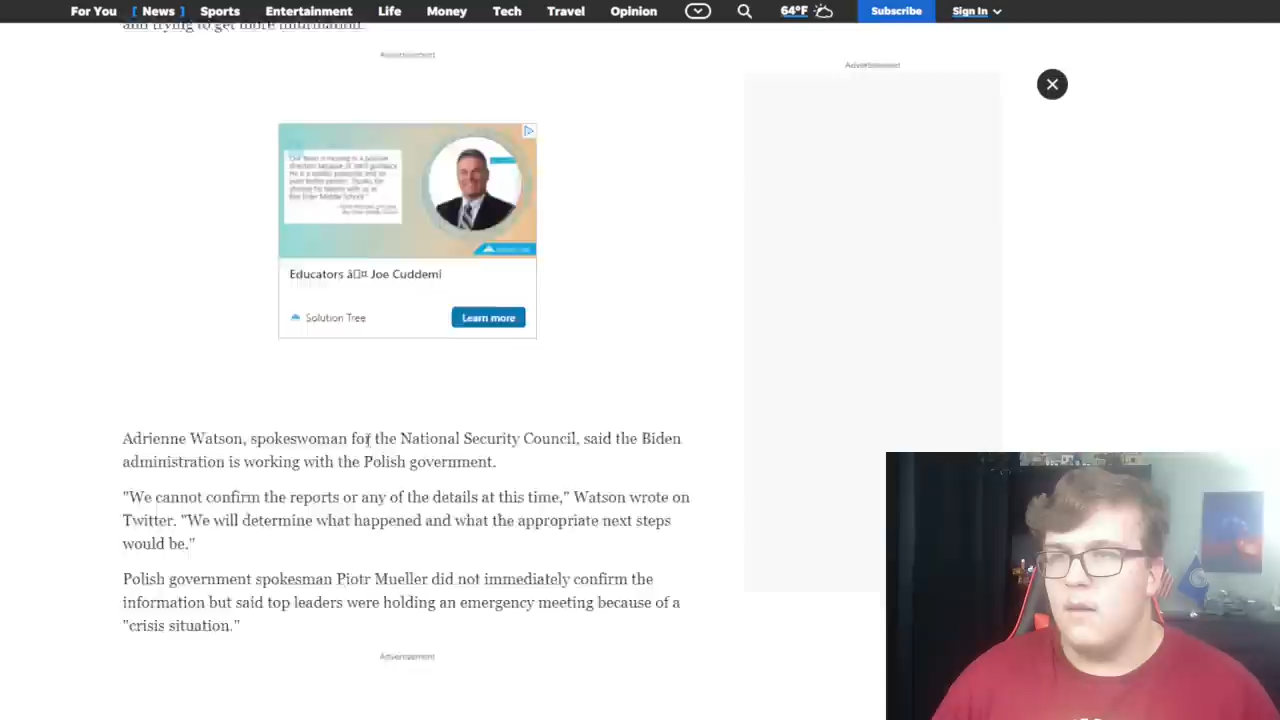 For You [ News ] Sports Entertainment Life Money Tech Travel Opinion 64°F Subscribe Sign In
and trying to get more information.
Advertisement
Advertisement
Educators â□¤ Joe Cuddemi
Solution Tree Learn more
Adrienne Watson, spokeswoman for the National Security Council, said the Biden
administration is working with the Polish government.
"We cannot confirm the reports or any of the details at this time," Watson wrote on
Twitter. "We will determine what happened and what the appropriate next steps
would be."
Polish government spokesman Piotr Mueller did not immediately confirm the
information but said top leaders were holding an emergency meeting because of a
"crisis situation."
Advertisement